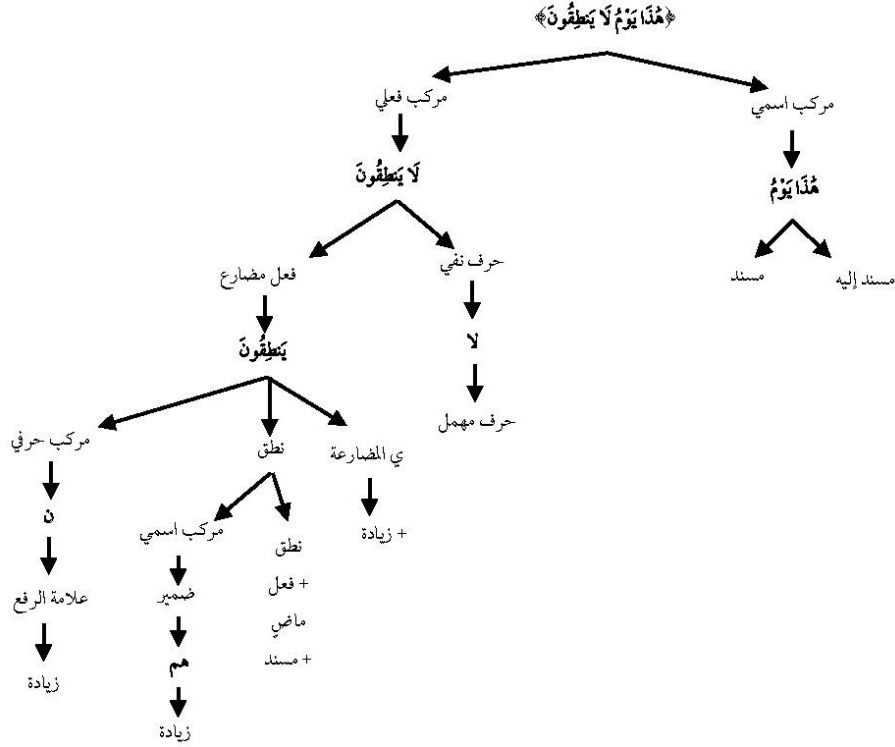 ﴿هَٰذَا يَوْمُ لَا يَنطِقُونَ﴾
مركب اسمي
مركب فعلي
هَٰذَا يَوْمُ
لَا يَنطِقُونَ
مسند إليه
مسند
حرف نفي
فعل مضارع
لا
يَنطِقُونَ
حرف مهمل
ي المضارعة
نطق
مركب حرفي
+ زيادة
نطق
+ فعل
ماضٍ
+ مسند
مركب اسمي
ضمير
هم
زيادة
ن
علامة الرفع
زيادة